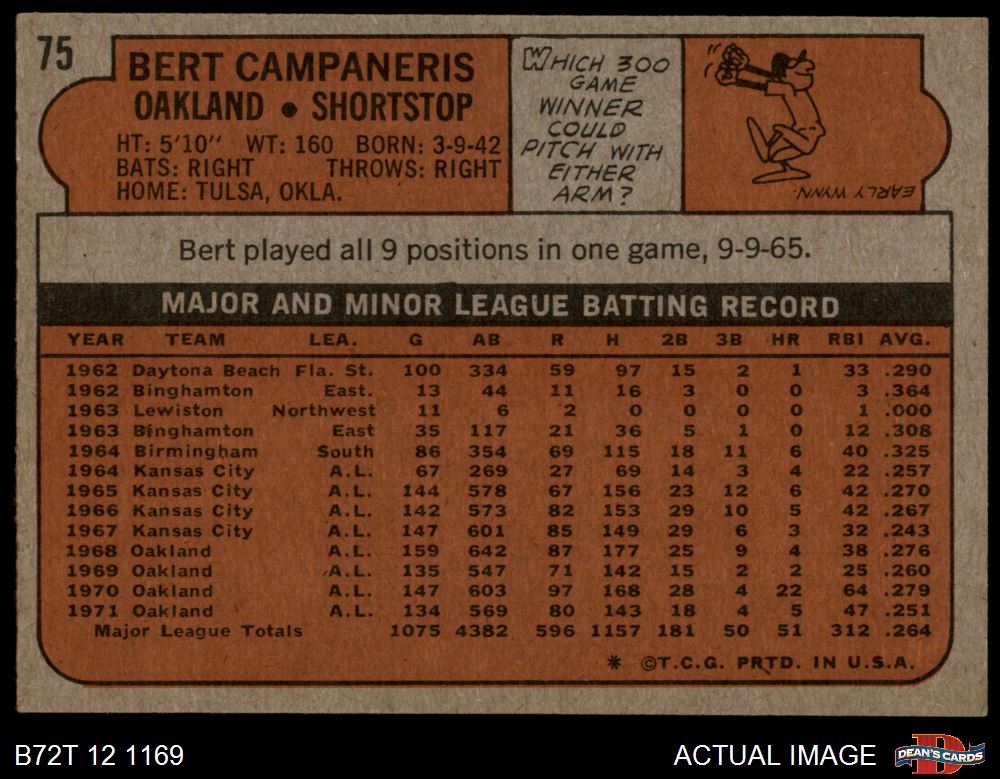 75
BERT CAMPANERIS
OAKLAND • SHORTSTOP
HT: 5'10" WT: 160 BORN: 3-9-42
BATS: RIGHT THROWS: RIGHT
HOME: TULSA, OKLA.
WHICH 300
GAME
WINNER
COULD
PITCH WITH
EITHER
ARM?
EARLY WYNN.
Bert played all 9 positions in one game, 9-9-65.
MAJOR AND MINOR LEAGUE BATTING RECORD
YEAR TEAM LEA. G AB R H 2B 3B HR RBI AVG.
1962 Daytona Beach Fla. St. 100 334 59 97 15 2 1 33 .290
1962 Binghamton East. 13 44 11 16 3 0 0 3 .364
1963 Lewiston Northwest 11 6 2 0 0 0 0 1 .000
1963 Binghamton East 35 117 21 36 5 1 0 12 .308
1964 Birmingham South 86 354 69 115 18 11 6 40 .325
1964 Kansas City A.L. 67 269 27 69 14 3 4 22 .257
1965 Kansas City A.L. 144 578 67 156 23 12 6 42 .270
1966 Kansas City A.L. 142 573 82 153 29 10 5 42 .267
1967 Kansas City A.L. 147 601 85 149 29 6 3 32 .243
1968 Oakland A.L. 159 642 87 177 25 9 4 38 .276
1969 Oakland A.L. 135 547 71 142 15 2 2 25 .260
1970 Oakland A.L. 147 603 97 168 28 4 22 64 .279
1971 Oakland A.L. 134 569 80 143 18 4 5 47 .251
Major League Totals 1075 4382 596 1157 181 50 51 312 .264
* ©T.C.G. PRTD. IN U.S.A.
B72T 12 1169
ACTUAL IMAGE
DEAN'S CARDS